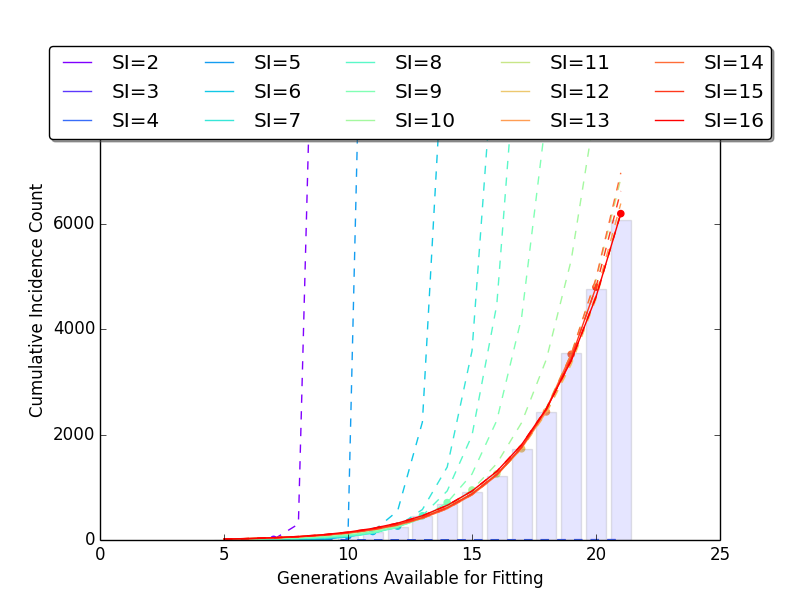 SI=2 SI=5 SI=8 SI=11 SI=14
SI=3 SI=6 SI=9 SI=12 SI=15
SI=4 SI=7 SI=10 SI=13 SI=16
6000
4000
2000
0
0 5 10 15 20 25
Cumulative Incidence Count
Generations Available for Fitting